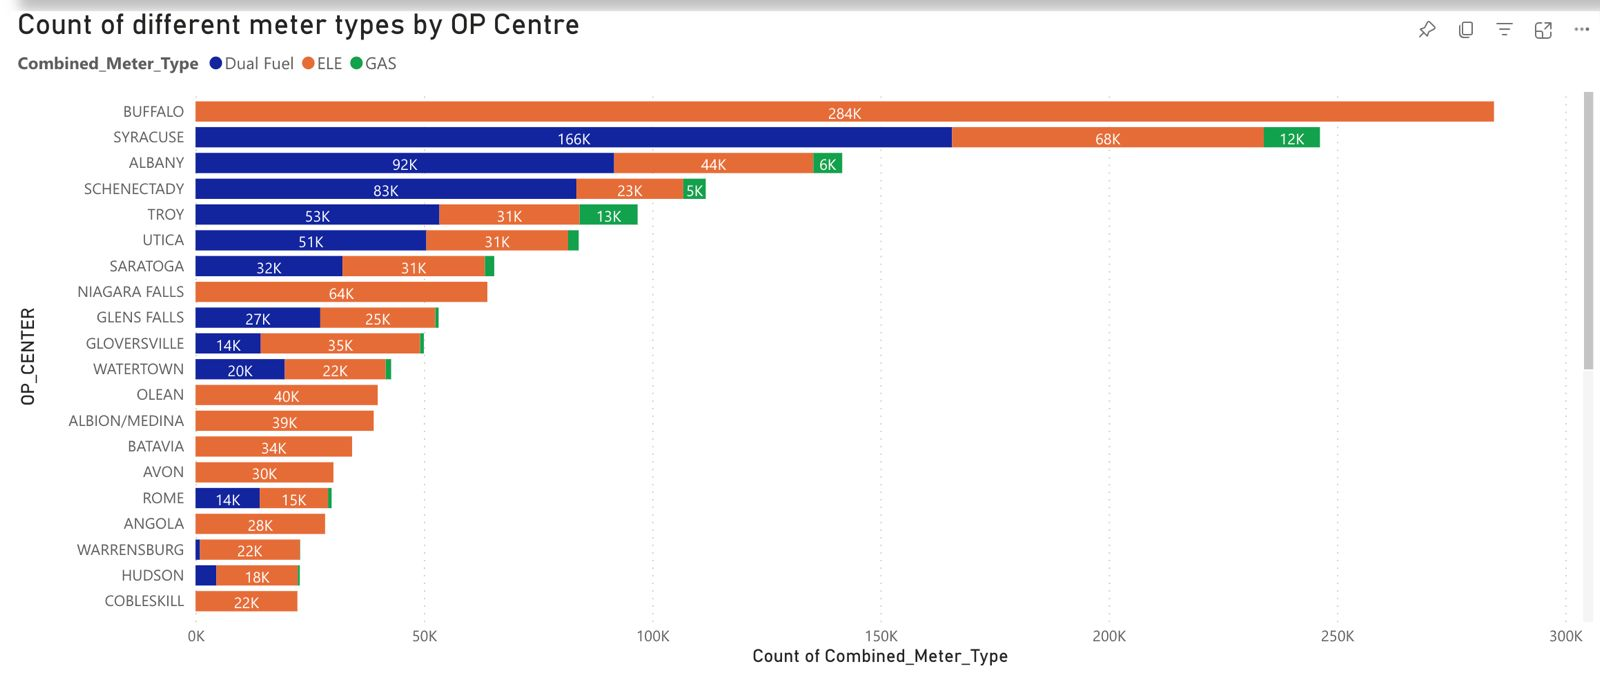 Count of different meter types by OP Centre
Combined_Meter_Type Dual Fuel ELE GAS
OP_CENTER
BUFFALO 284K
SYRACUSE 166K 68K 12K
ALBANY 92K 44K 6K
SCHENECTADY 83K 23K 5K
TROY 53K 31K 13K
UTICA 51K 31K
SARATOGA 32K 31K
NIAGARA FALLS 64K
GLENS FALLS 27K 25K
GLOVERSVILLE 14K 35K
WATERTOWN 20K 22K
OLEAN 40K
ALBION/MEDINA 39K
BATAVIA 34K
AVON 30K
ROME 14K 15K
ANGOLA 28K
WARRENSBURG 22K
HUDSON 18K
COBLESKILL 22K
0K 50K 100K 150K 200K 250K 300K
Count of Combined_Meter_Type